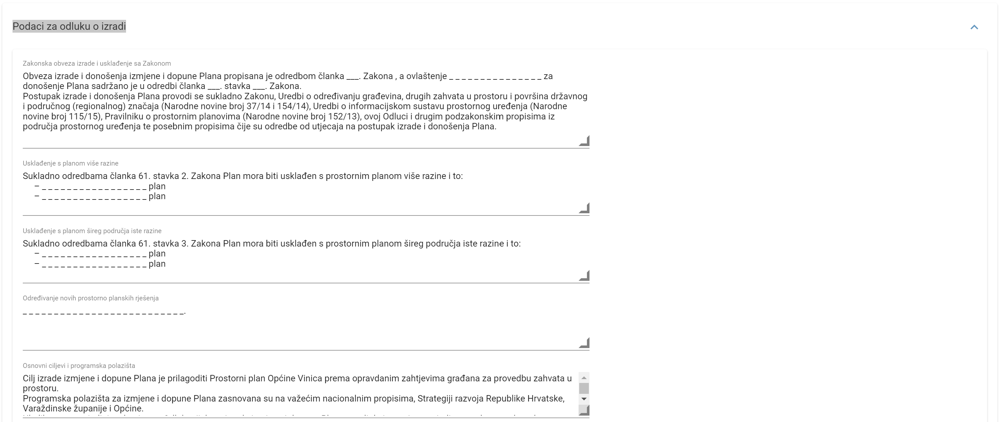 Podaci za odluku o izradi
Zakonska obveza izrade i usklađenje sa Zakonom
Obveza izrade i donošenja izmjene i dopune Plana propisana je odredbom članka ___. Zakona , a ovlaštenje _ _ _ _ _ _ _ _ _ _ _ _ _ _ _ za
donošenje Plana sadržano je u odredbi članka ___. stavka ___. Zakona.
Postupak izrade i donošenja Plana provodi se sukladno Zakonu, Uredbi o određivanju građevina, drugih zahvata u prostoru i površina državnog
i područnog (regionalnog) značaja (Narodne novine broj 37/14 i 154/14), Uredbi o informacijskom sustavu prostornog uređenja (Narodne
novine broj 115/15), Pravilniku o prostornim planovima (Narodne novine broj 152/13), ovoj Odluci i drugim podzakonskim propisima iz
područja prostornog uređenja te posebnim propisima čije su odredbe od utjecaja na postupak izrade i donošenja Plana.
Usklađenje s planom više razine
Sukladno odredbama članka 61. stavka 2. Zakona Plan mora biti usklađen s prostornim planom više razine i to:
– _ _ _ _ _ _ _ _ _ _ _ _ _ _ _ _ _ plan
– _ _ _ _ _ _ _ _ _ _ _ _ _ _ _ _ _ plan
Usklađenje s planom šireg područja iste razine
Sukladno odredbama članka 61. stavka 3. Zakona Plan mora biti usklađen s prostornim planom šireg područja iste razine i to:
– _ _ _ _ _ _ _ _ _ _ _ _ _ _ _ _ _ plan
– _ _ _ _ _ _ _ _ _ _ _ _ _ _ _ _ _ plan
Određivanje novih prostorno planskih rješenja
_ _ _ _ _ _ _ _ _ _ _ _ _ _ _ _ _ _ _ _ _ _ _ _ _ _.
Osnovni ciljevi i programska polazišta
Cilj izrade izmjene i dopune Plana je prilagoditi Prostorni plan Općine Vinica prema opravdanim zahtjevima građana za provedbu zahvata u
prostoru.
Programska polazišta za izmjene i dopune Plana zasnovana su na važećim nacionalnim propisima, Strategiji razvoja Republike Hrvatske,
Varaždinske županije i Općine.